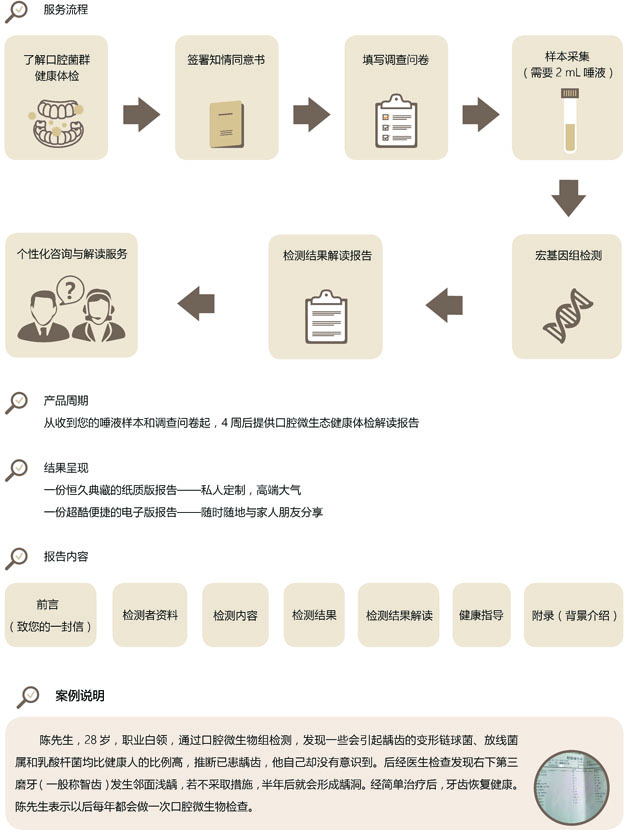 服务流程
了解口腔菌群
健康体检
签署知情同意书
填写调查问卷
样本采集
（需要 2 mL 唾液）
个性化咨询与解读服务
?
检测结果解读报告
宏基因组检测
产品周期
从收到您的唾液样本和调查问卷起，4 周后提供口腔微生态健康体检解读报告
结果呈现
一份恒久典藏的纸质版报告——私人定制，高端大气
一份超酷便捷的电子版报告——随时随地与家人朋友分享
报告内容
前言
（致您的一封信）
检测者资料
检测内容
检测结果
检测结果解读
健康指导
附录（背景介绍）
案例说明
陈先生，28 岁，职业白领，通过口腔微生物组检测，发现一些会引起龋齿的变形链球菌、放线菌
属和乳酸杆菌均比健康人的比例高，推断已患龋齿，他自己却没有意识到。后经医生检查发现右下第三
磨牙（一般称智齿）发生邻面浅龋，若不采取措施，半年后就会形成龋洞。经简单治疗后，牙齿恢复健康。
陈先生表示以后每年都会做一次口腔微生物检查。